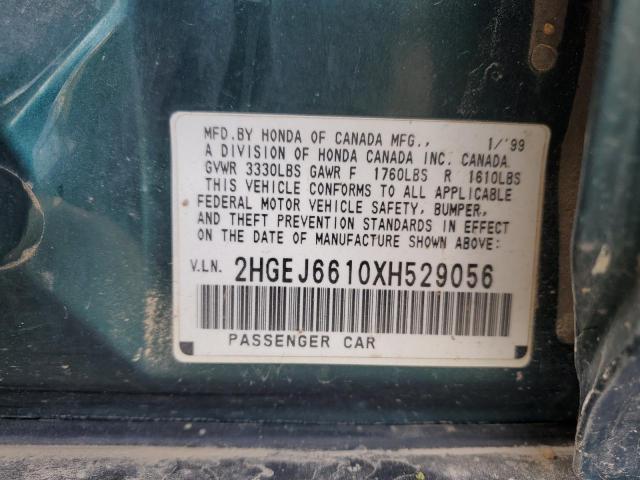 MFD.BY HONDA OF CANADA MFG., 1/'99
A DIVISION OF HONDA CANADA INC. CANADA
GVWR 3330LBS GAWR F 1760LBS R 1610LBS
THIS VEHICLE CONFORMS TO ALL APPLICABLE
FEDERAL MOTOR VEHICLE SAFETY, BUMPER,
AND THEFT PREVENTION STANDARDS IN EFFECT
ON THE DATE OF MANUFACTURE SHOWN ABOVE:
V.I.N. 2HGEJ6610XH529056
PASSENGER CAR